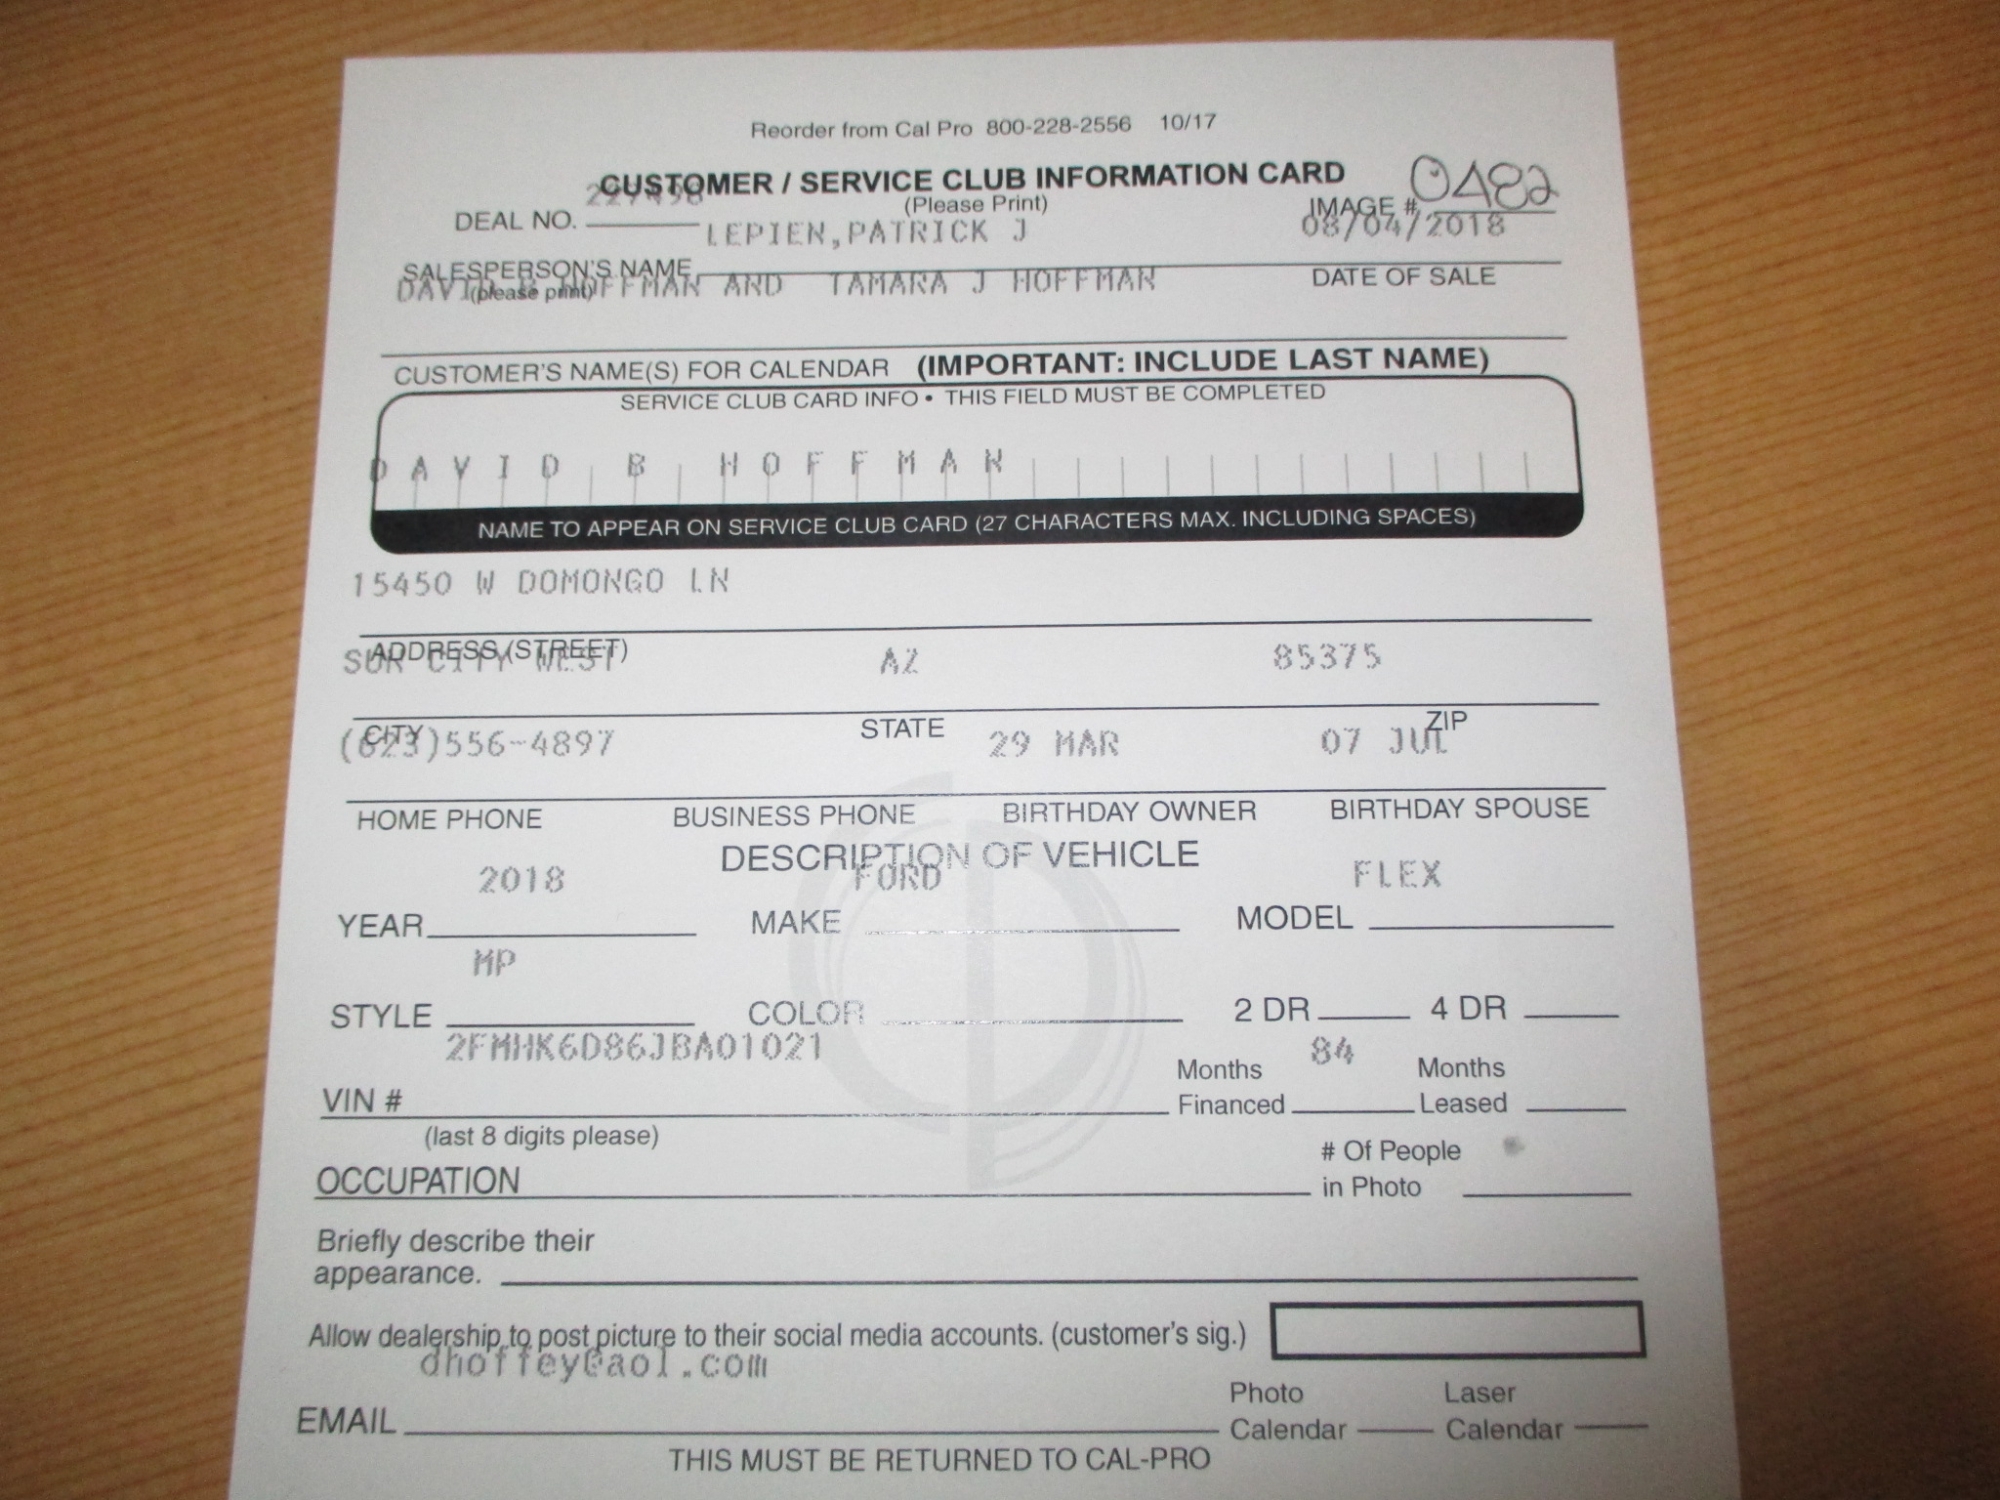 Reorder from Cal Pro 800-228-2556 10/17
CUSTOMER / SERVICE CLUB INFORMATION CARD 0482
(Please Print)
DEAL NO. IMAGE #
LEPIEN,PATRICK J 08/04/2018
SALESPERSON'S NAME DATE OF SALE
(please print)
DAVID B HOFFMAN AND TAMARA J HOFFMAN
CUSTOMER'S NAME(S) FOR CALENDAR (IMPORTANT: INCLUDE LAST NAME)
SERVICE CLUB CARD INFO • THIS FIELD MUST BE COMPLETED
DAVID B HOFFMAN
NAME TO APPEAR ON SERVICE CLUB CARD (27 CHARACTERS MAX. INCLUDING SPACES)
15450 W DOMONGO LN
ADDRESS (STREET)
SUN CITY WEST AZ 85375
CITY STATE ZIP
(623)556-4897 29 MAR 07 JUL
HOME PHONE BUSINESS PHONE BIRTHDAY OWNER BIRTHDAY SPOUSE
DESCRIPTION OF VEHICLE
2018 FORD FLEX
YEAR MAKE MODEL
MP
STYLE COLOR 2 DR 4 DR
2FMHK6D86JBA01021 84
VIN # Months Financed Months Leased
(last 8 digits please)
OCCUPATION # Of People in Photo
Briefly describe their
appearance.
Allow dealership to post picture to their social media accounts. (customer's sig.)
dhoffey@aol.com
EMAIL Photo Calendar Laser Calendar
THIS MUST BE RETURNED TO CAL-PRO